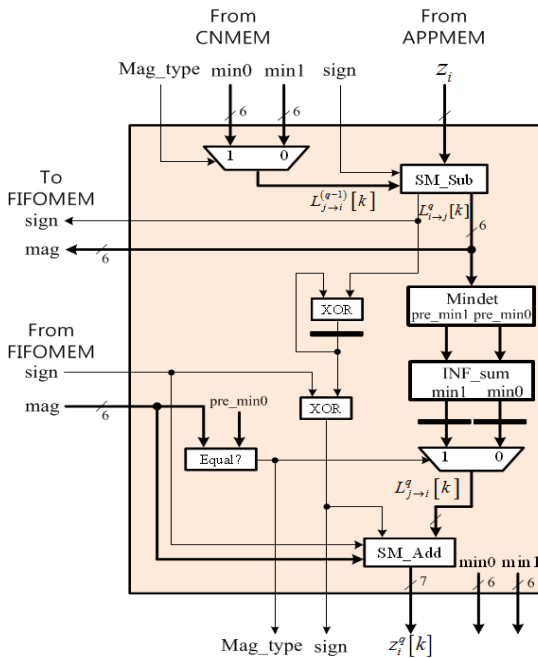 From
CNMEM
From
APPMEM
Mag_type min0 min1 sign z_i
6 6
1 0
SM_Sub
L_{j→i}^{(q-1)}[k] L_{i→j}^{q}[k]
To
FIFOMEM
sign
mag
6
6
Mindet
pre_min1 pre_min0
XOR
From
FIFOMEM
sign
mag
6
INF_sum
min1 min0
pre_min0
XOR
Equal?
1 0
L_{j→i}^{q}[k]
SM_Add
min0 min1
7 6 6
Mag_type sign z_i^{q}[k]